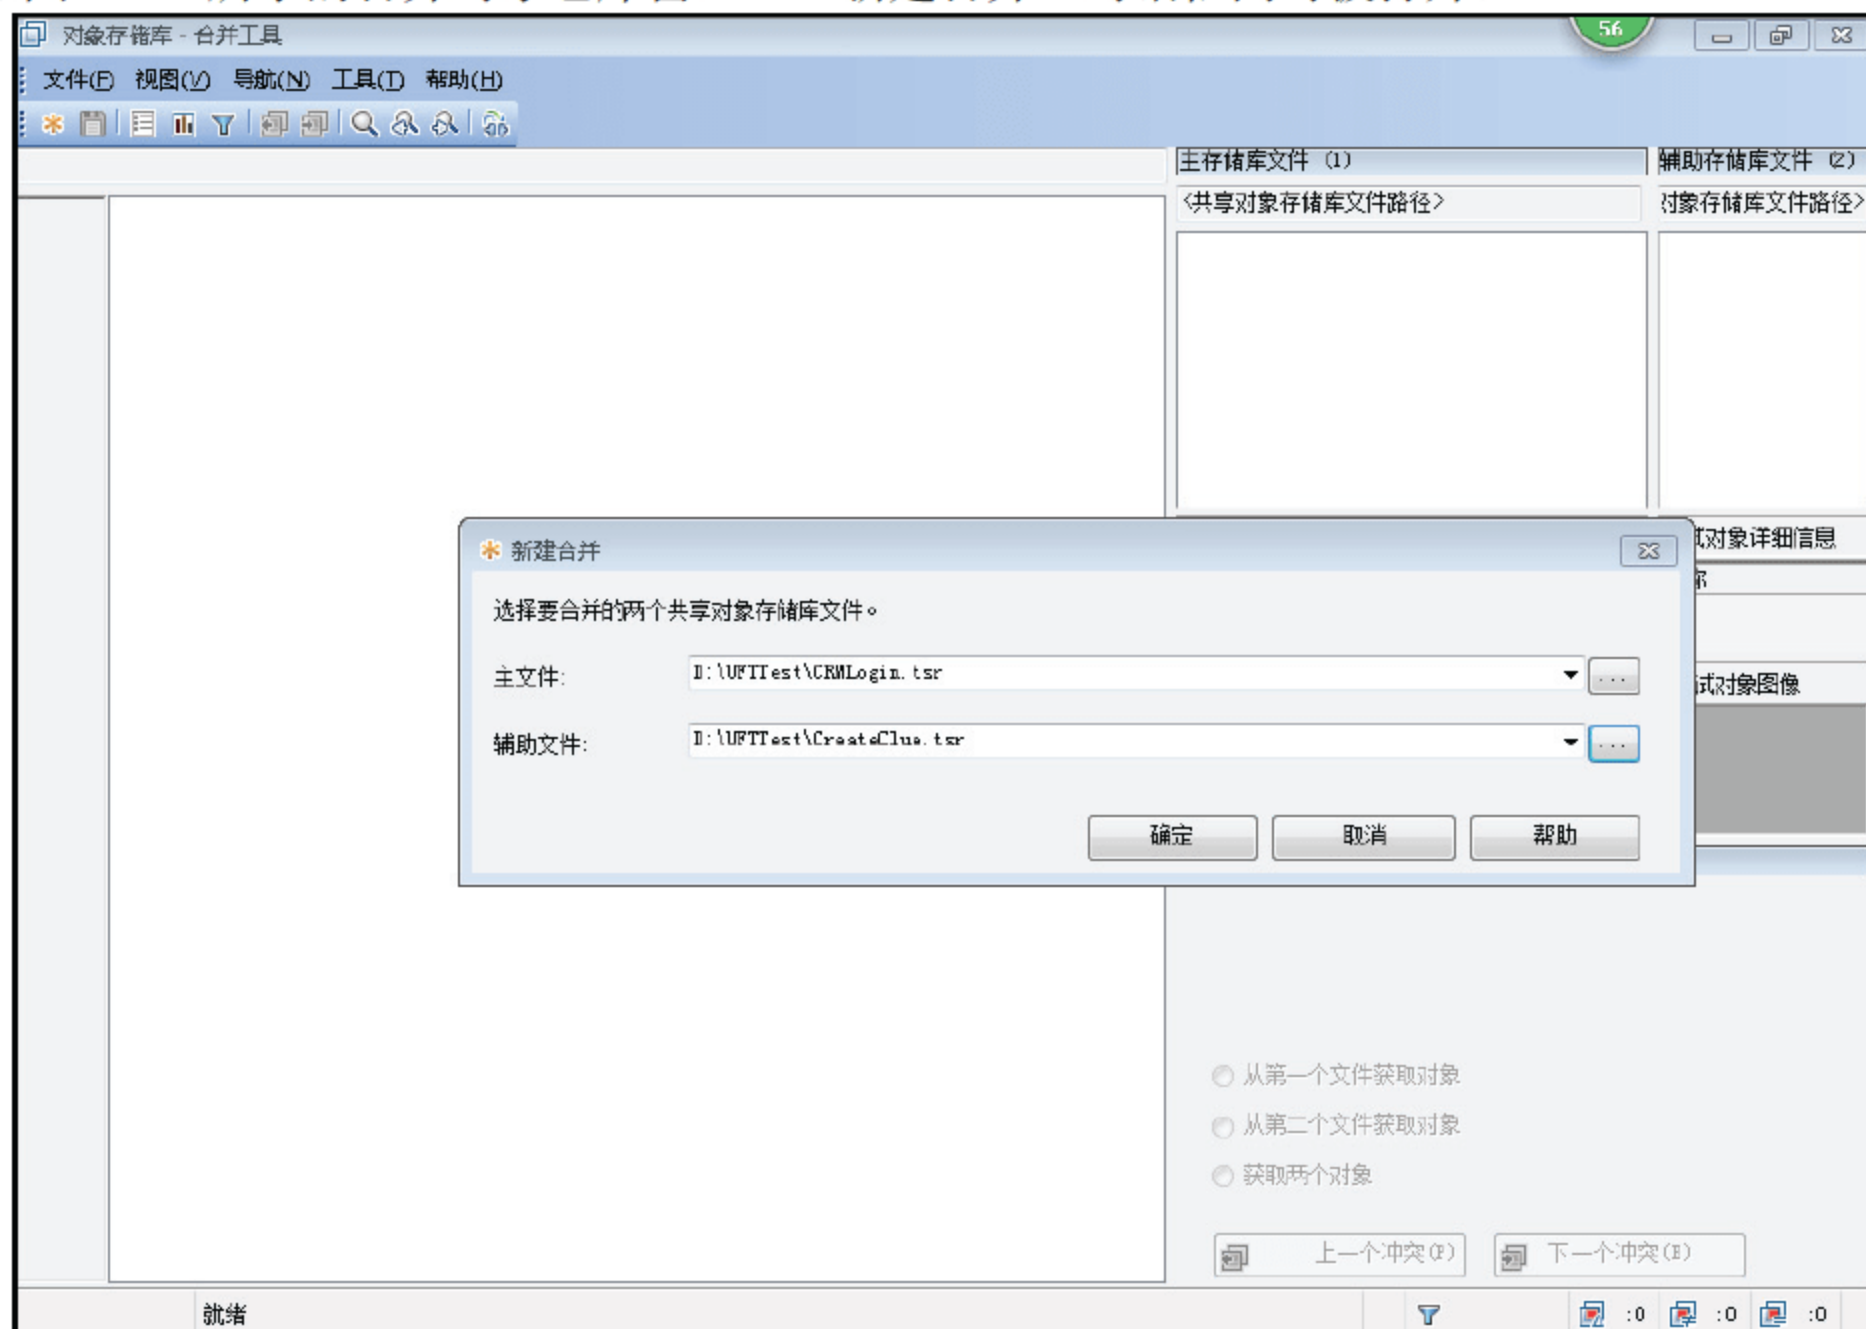 56
对象存储库 - 合并工具
文件(F) 视图(V) 导航(N) 工具(T) 帮助(H)
主存储库文件 (1)
辅助存储库文件 (2)
<共享对象存储库文件路径>
对象存储库文件路径>
新建合并
对象详细信息
选择要合并的两个共享对象存储库文件。
主文件:
D:\UFTTest\CRMLogin.tsr
...
试对象图像
辅助文件:
D:\UFTTest\CreateClue.tsr
...
确定
取消
帮助
从第一个文件获取对象
从第二个文件获取对象
获取两个对象
上一个冲突(P)
下一个冲突(E)
就绪
:0
:0
:0